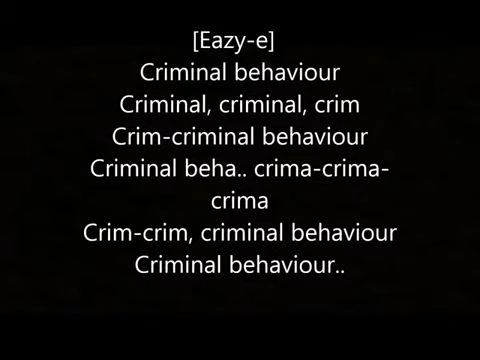 [Eazy-e]
Criminal behaviour
Criminal, criminal, crim
Crim-criminal behaviour
Criminal beha.. crima-crima-
crima
Crim-crim, criminal behaviour
Criminal behaviour..